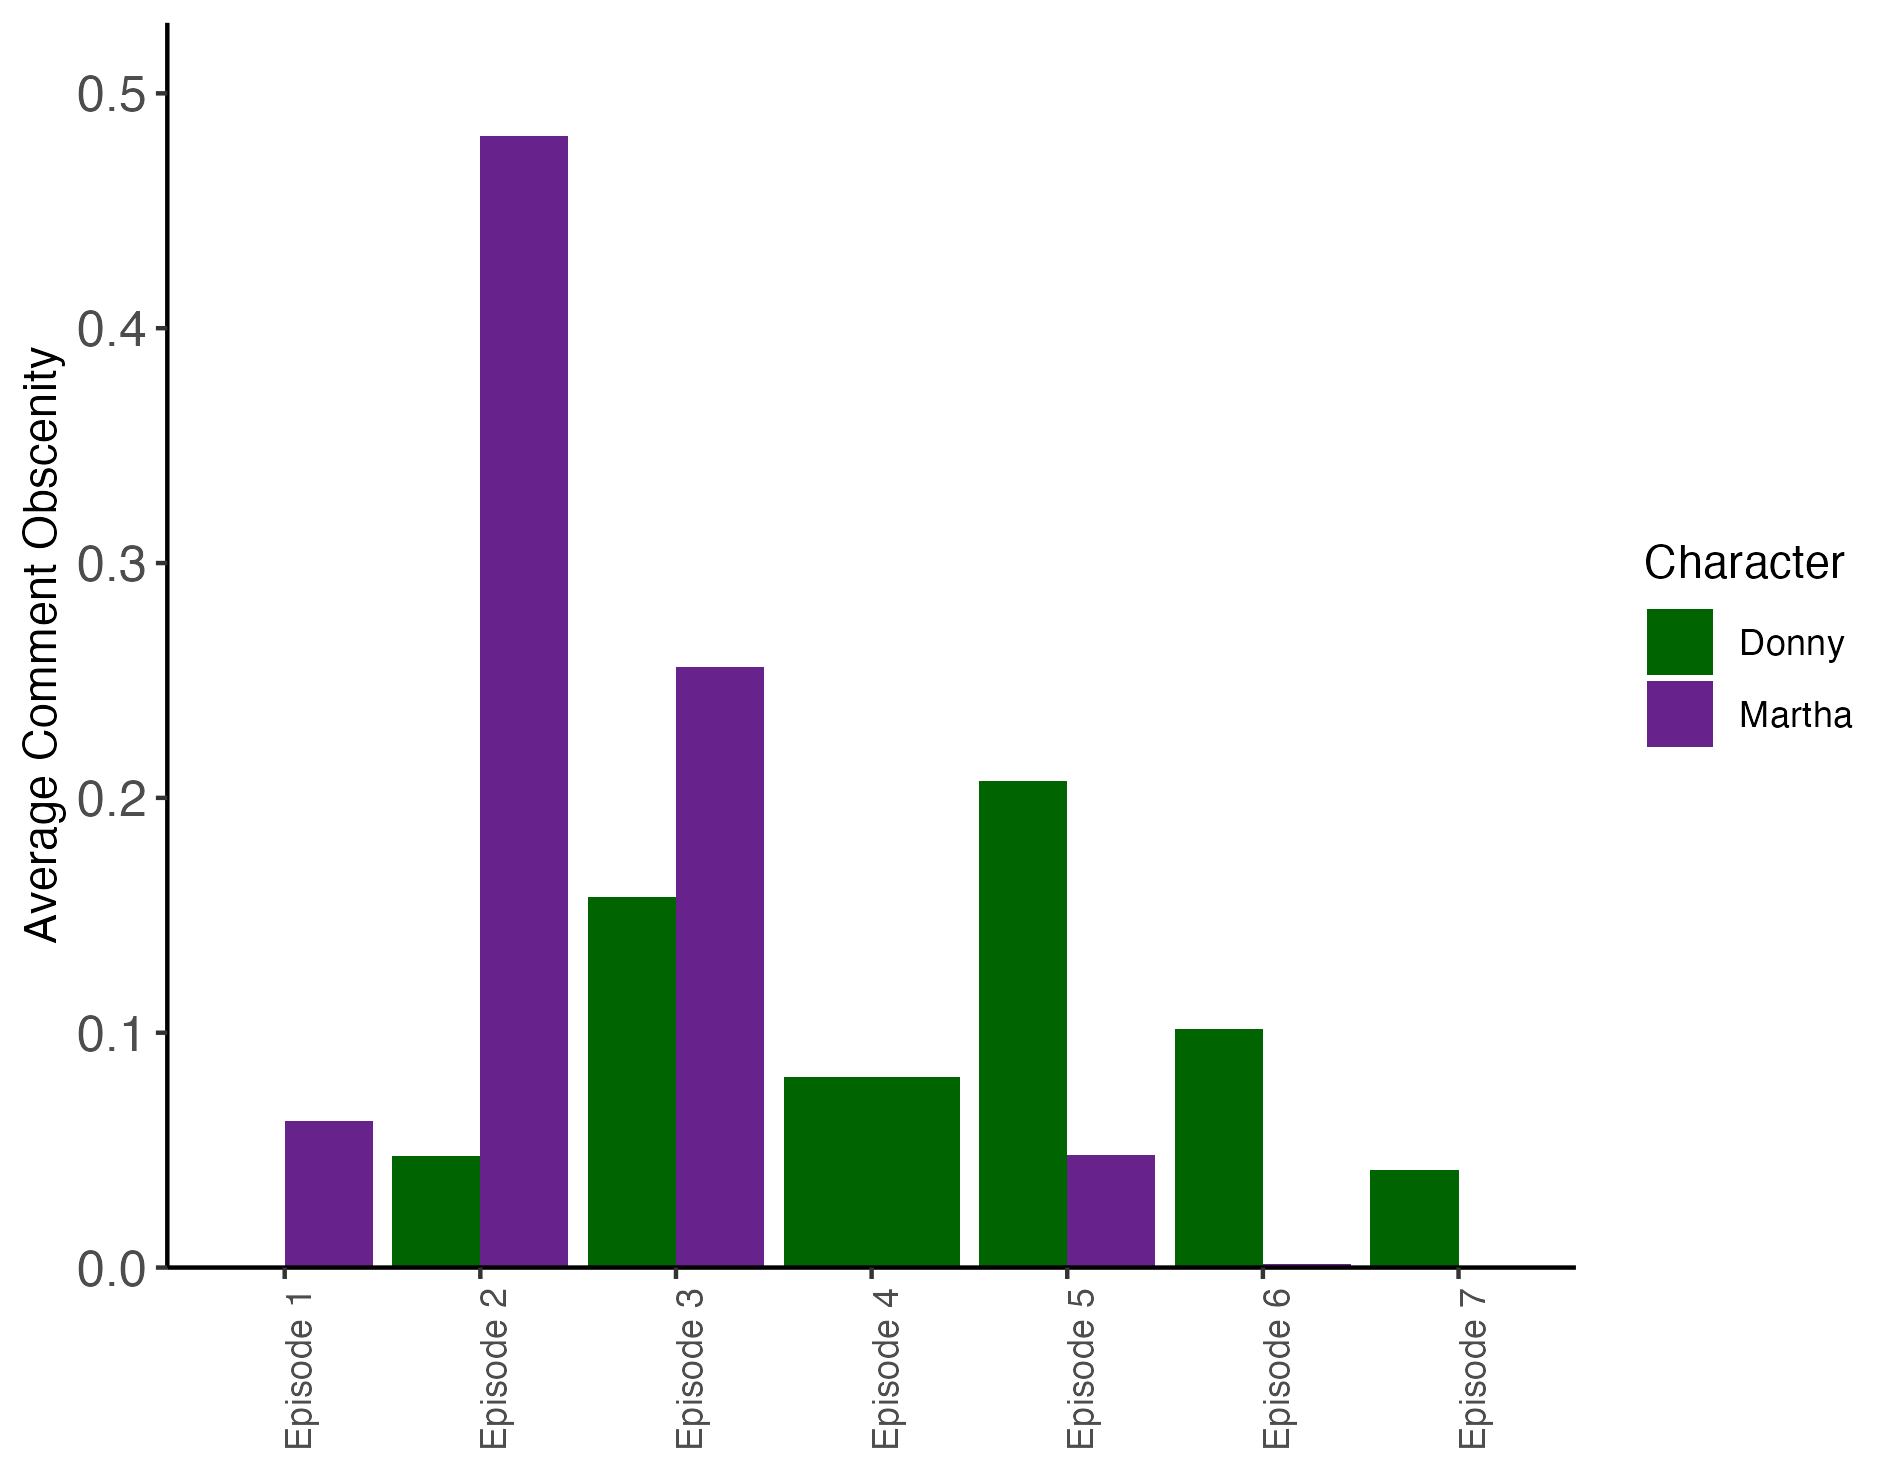 Average Comment Obscenity
0.5
0.4
0.3
0.2
0.1
0.0
Episode 1
Episode 2
Episode 3
Episode 4
Episode 5
Episode 6
Episode 7
Character
Donny
Martha